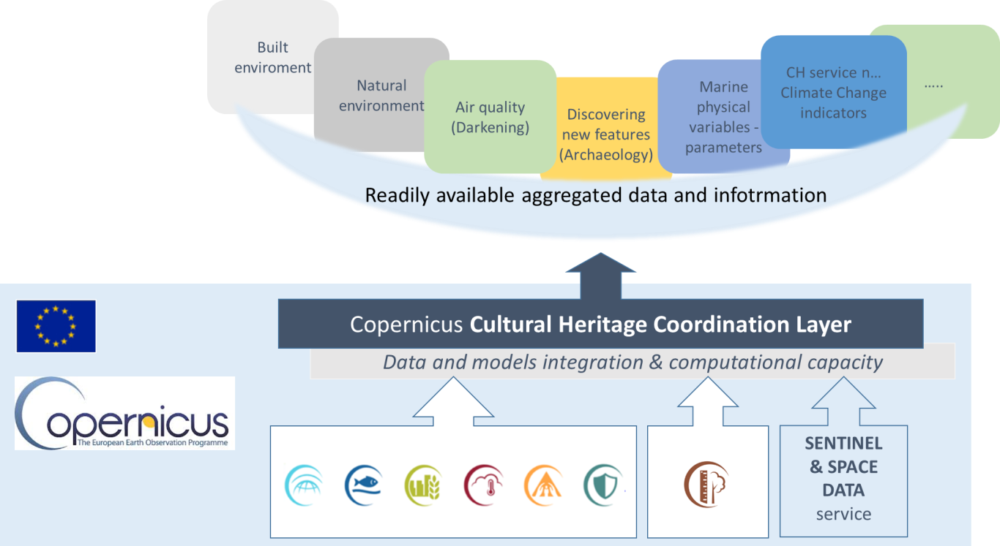 Built
enviroment
Natural
environment
Air quality
(Darkening)
Discovering
new features
(Archaeology)
Marine
physical
variables -
parameters
CH service n...
Climate Change
indicators
.....
Readily available aggregated data and infotrmation
Copernicus Cultural Heritage Coordination Layer
Data and models integration & computational capacity
opernicus
The European Earth Observation Programme
SENTINEL
& SPACE
DATA
service